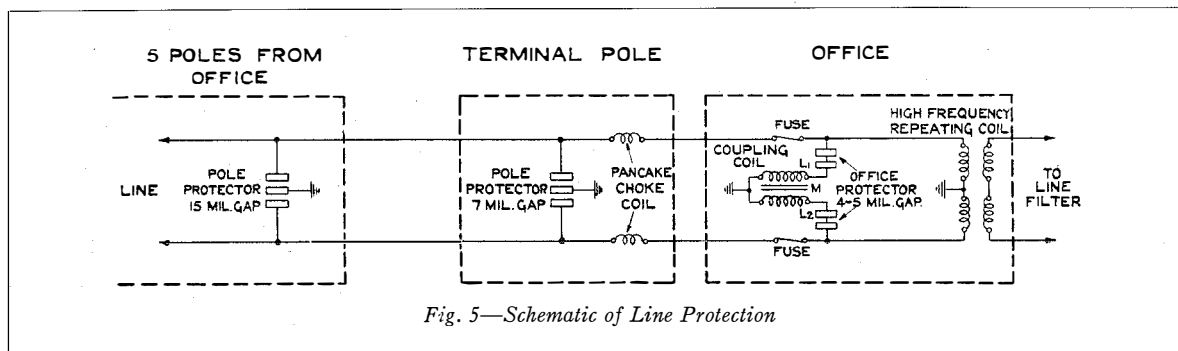 5 POLES FROM
OFFICE
TERMINAL POLE
OFFICE
LINE
POLE
PROTECTOR
15 MIL. GAP
POLE
PROTECTOR
7 MIL. GAP
PANCAKE
CHOKE
COIL
FUSE
COUPLING
COIL
L1
M
L2
FUSE
OFFICE
PROTECTOR
4-5 MIL. GAP.
HIGH FREQUENCY
REPEATING COIL
TO
LINE
FILTER
Fig. 5—Schematic of Line Protection